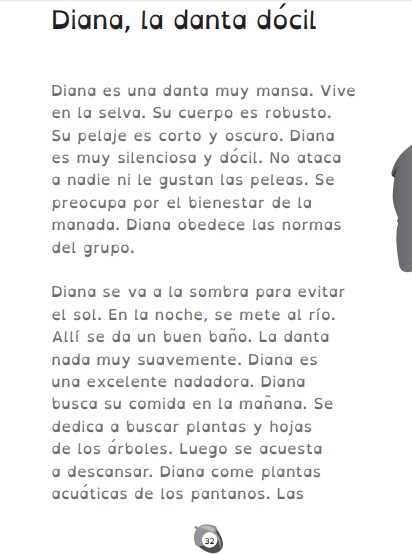 Diana, la danta dócil
Diana es una danta muy mansa. Vive
en la selva. Su cuerpo es robusto.
Su pelaje es corto y oscuro. Diana
es muy silenciosa y dócil. No ataca
a nadie ni le gustan las peleas. Se
preocupa por el bienestar de la
manada. Diana obedece las normas
del grupo.
Diana se va a la sombra para evitar
el sol. En la noche, se mete al río.
Allí se da un buen baño. La danta
nada muy suavemente. Diana es
una excelente nadadora. Diana
busca su comida en la mañana. Se
dedica a buscar plantas y hojas
de los árboles. Luego se acuesta
a descansar. Diana come plantas
acuáticas de los pantanos. Las
32